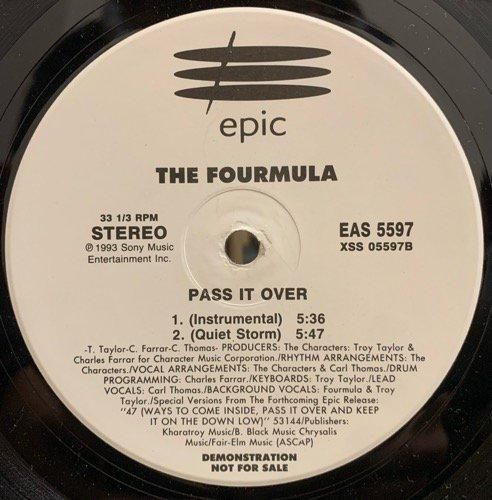 epic
THE FOURMULA
33 1/3 RPM
STEREO
℗ 1993 Sony Music
Entertainment Inc.
EAS 5597
XSS 05597B
PASS IT OVER
1. (Instrumental) 5:36
2. (Quiet Storm) 5:47
-T. Taylor-C. Farrar-C. Thomas- PRODUCERS: The Characters: Troy Taylor &
Charles Farrar for Character Music Corporation./RHYTHM ARRANGEMENTS: The
Characters./VOCAL ARRANGEMENTS: The Characters & Carl Thomas./DRUM
PROGRAMMING: Charles Farrar./KEYBOARDS: Troy Taylor./LEAD
VOCALS: Carl Thomas/BACKGROUND VOCALS: Fourmula & Troy
Taylor./Special Versions From The Forthcoming Epic Release:
"47 (WAYS TO COME INSIDE, PASS IT OVER AND KEEP
IT ON THE DOWN LOW)" 53144/Publishers:
Kharatroy Music/B. Black Music Chrysalis
Music/Fair-Elm Music (ASCAP)
DEMONSTRATION
NOT FOR SALE